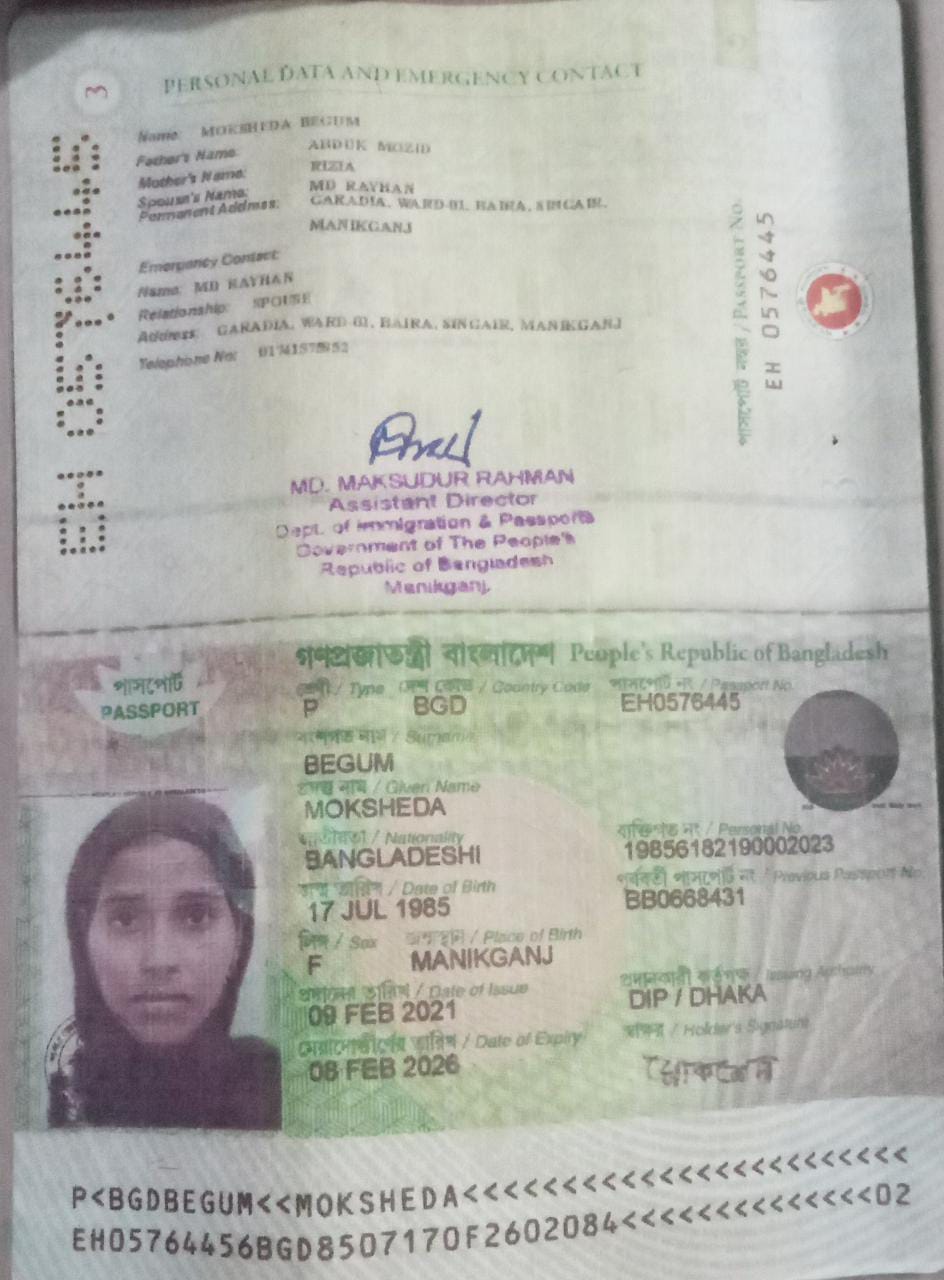 3
PERSONAL DATA AND EMERGENCY CONTACT
Name: MOKSHEDA BEGUM
Father's Name: ABDUK MOZID
Mother's Name: RIZIA
Spouse's Name: MD RAYHAN
Permanent Address: GARADIA, WARD-01, BAIRA, SINGAIR,
MANIKGANJ
Emergency Contact:
Name: MD RAYHAN
Relationship: SPOUSE
Address: GARADIA, WARD-01, BAIRA, SINGAIR, MANIKGANJ
Telephone No:
EH 0576445
পাসপোর্ট নম্বর / PASSPORT No.
EH 0576445
MD. MAKSUDUR RAHMAN
Assistant Director
Dept. of Immigration & Passports
Government of The People's
Republic of Bangladesh
Manikganj.
গণপ্রজাতন্ত্রী বাংলাদেশ People's Republic of Bangladesh
পাসপোর্ট
PASSPORT
শ্রেণী / Type দেশ কোড / Country Code পাসপোর্ট নং / Passport No.
P BGD EH0576445
বংশগত নাম / Surname
BEGUM
প্রদত্ত নাম / Given Name
MOKSHEDA
জাতীয়তা / Nationality ব্যক্তিগত নং / Personal No.
BANGLADESHI 19856182190002023
জন্ম তারিখ / Date of Birth পূর্ববর্তী পাসপোর্ট নং / Previous Passport No.
17 JUL 1985 BB0668431
লিঙ্গ / Sex জন্মস্থান / Place of Birth
F MANIKGANJ
প্রদানের তারিখ / Date of Issue প্রদানকারী কর্তৃপক্ষ / Issuing Authority
09 FEB 2021 DIP / DHAKA
মেয়াদোত্তীর্ণের তারিখ / Date of Expiry স্বাক্ষর / Holder's Signature
08 FEB 2026
P<BGDBEGUM<<MOKSHEDA<<<<<<<<<<<<<<<<<<<<<<<<
EH05764456BGD8507170F2602084<<<<<<<<<<<<<<02